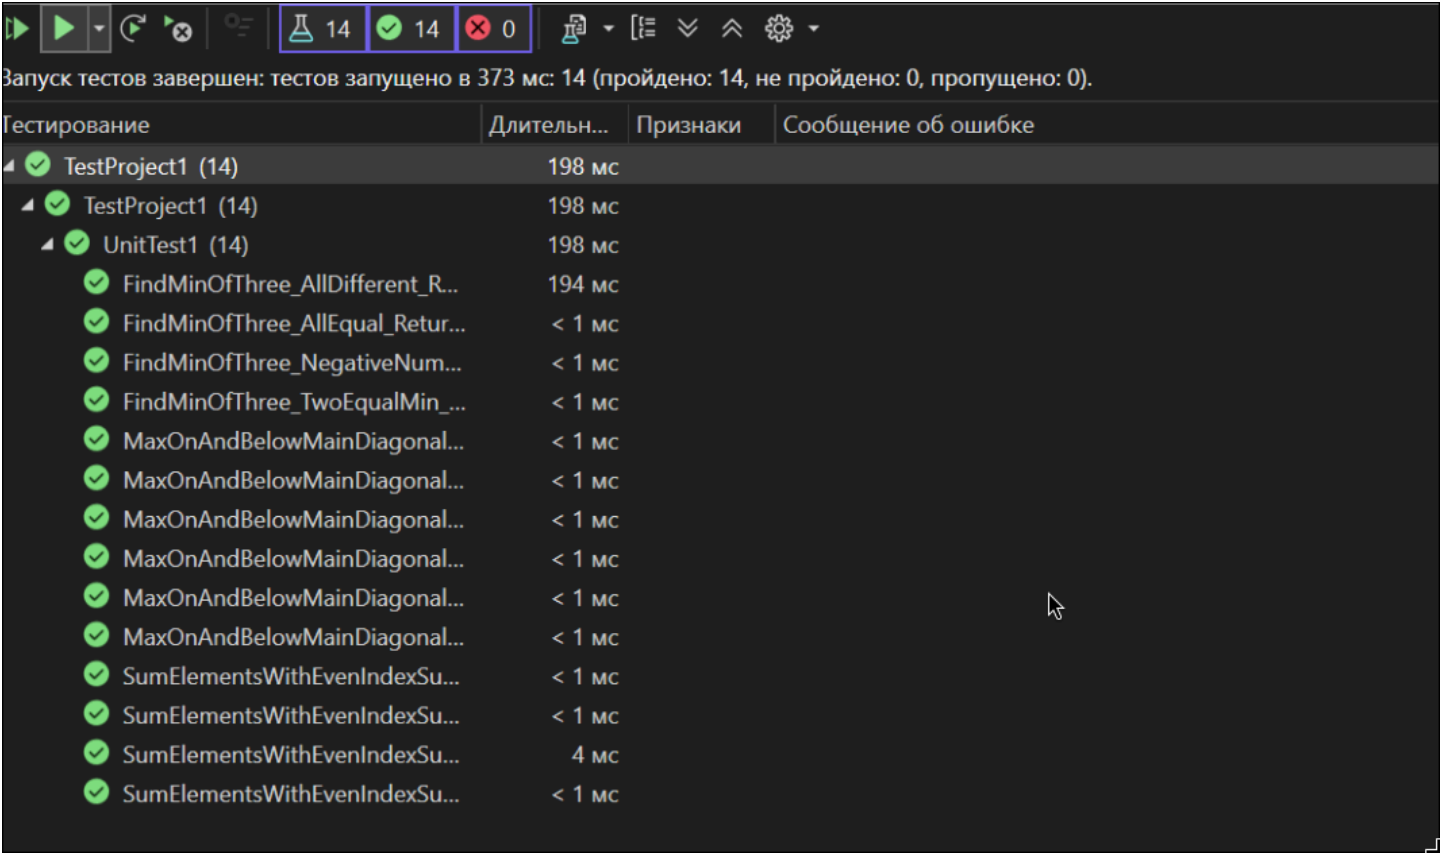 14 14 0
Запуск тестов завершен: тестов запущено в 373 мс: 14 (пройдено: 14, не пройдено: 0, пропущено: 0).
Тестирование Длительн... Признаки Сообщение об ошибке
TestProject1 (14) 198 мс
TestProject1 (14) 198 мс
UnitTest1 (14) 198 мс
FindMinOfThree_AllDifferent_R... 194 мс
FindMinOfThree_AllEqual_Retur... < 1 мс
FindMinOfThree_NegativeNum... < 1 мс
FindMinOfThree_TwoEqualMin_... < 1 мс
MaxOnAndBelowMainDiagonal... < 1 мс
MaxOnAndBelowMainDiagonal... < 1 мс
MaxOnAndBelowMainDiagonal... < 1 мс
MaxOnAndBelowMainDiagonal... < 1 мс
MaxOnAndBelowMainDiagonal... < 1 мс
MaxOnAndBelowMainDiagonal... < 1 мс
SumElementsWithEvenIndexSu... < 1 мс
SumElementsWithEvenIndexSu... < 1 мс
SumElementsWithEvenIndexSu... 4 мс
SumElementsWithEvenIndexSu... < 1 мс